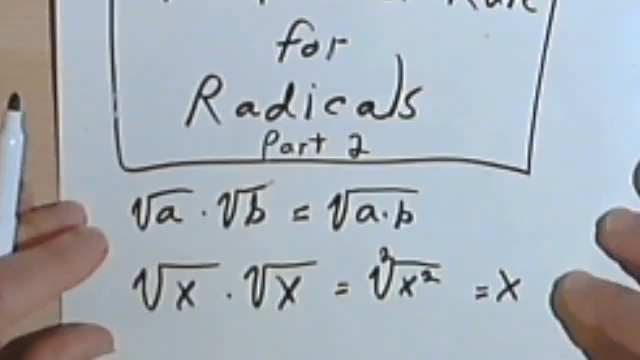 for
Radicals
Part 2
√a · √b = √a·b
√x · √x = ²√x² = x